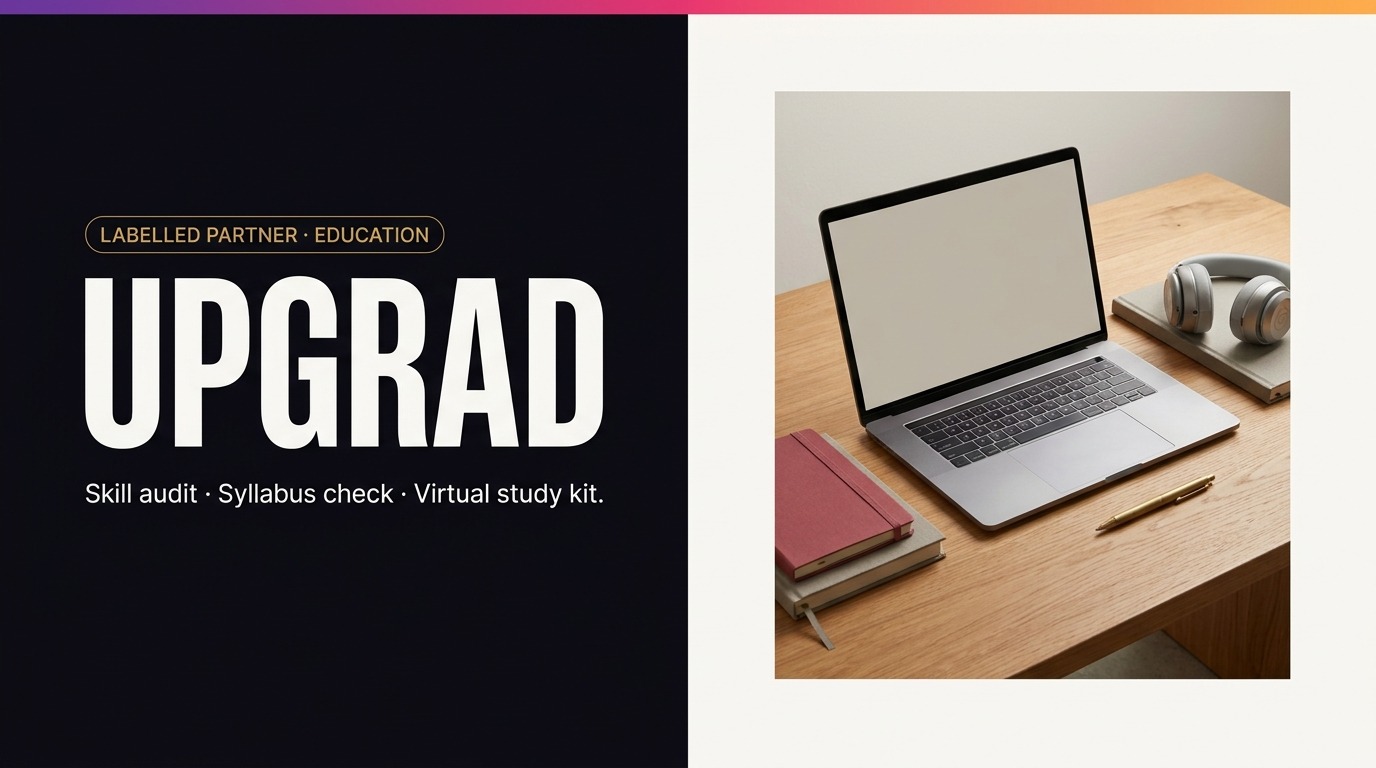 LABELLED PARTNER · EDUCATION
UPGRAD
Skill audit · Syllabus check · Virtual study kit.